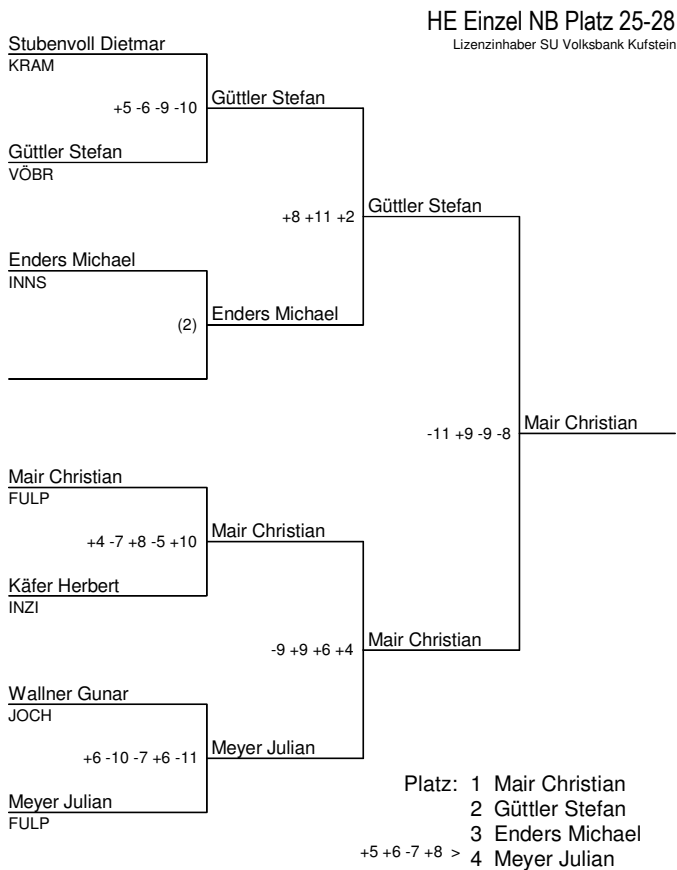 HE Einzel NB Platz 25-28
Lizenzinhaber SU Volksbank Kufstein
Stubenvoll Dietmar
KRAM
+5 -6 -9 -10
Güttler Stefan
Güttler Stefan
VÖBR
+8 +11 +2
Güttler Stefan
Enders Michael
INNS
(2)
Enders Michael
-11 +9 -9 -8
Mair Christian
Mair Christian
FULP
+4 -7 +8 -5 +10
Mair Christian
Käfer Herbert
INZI
-9 +9 +6 +4
Mair Christian
Wallner Gunar
JOCH
+6 -10 -7 +6 -11
Meyer Julian
Meyer Julian
FULP
Platz: 1 Mair Christian
2 Güttler Stefan
3 Enders Michael
+5 +6 -7 +8 > 4 Meyer Julian